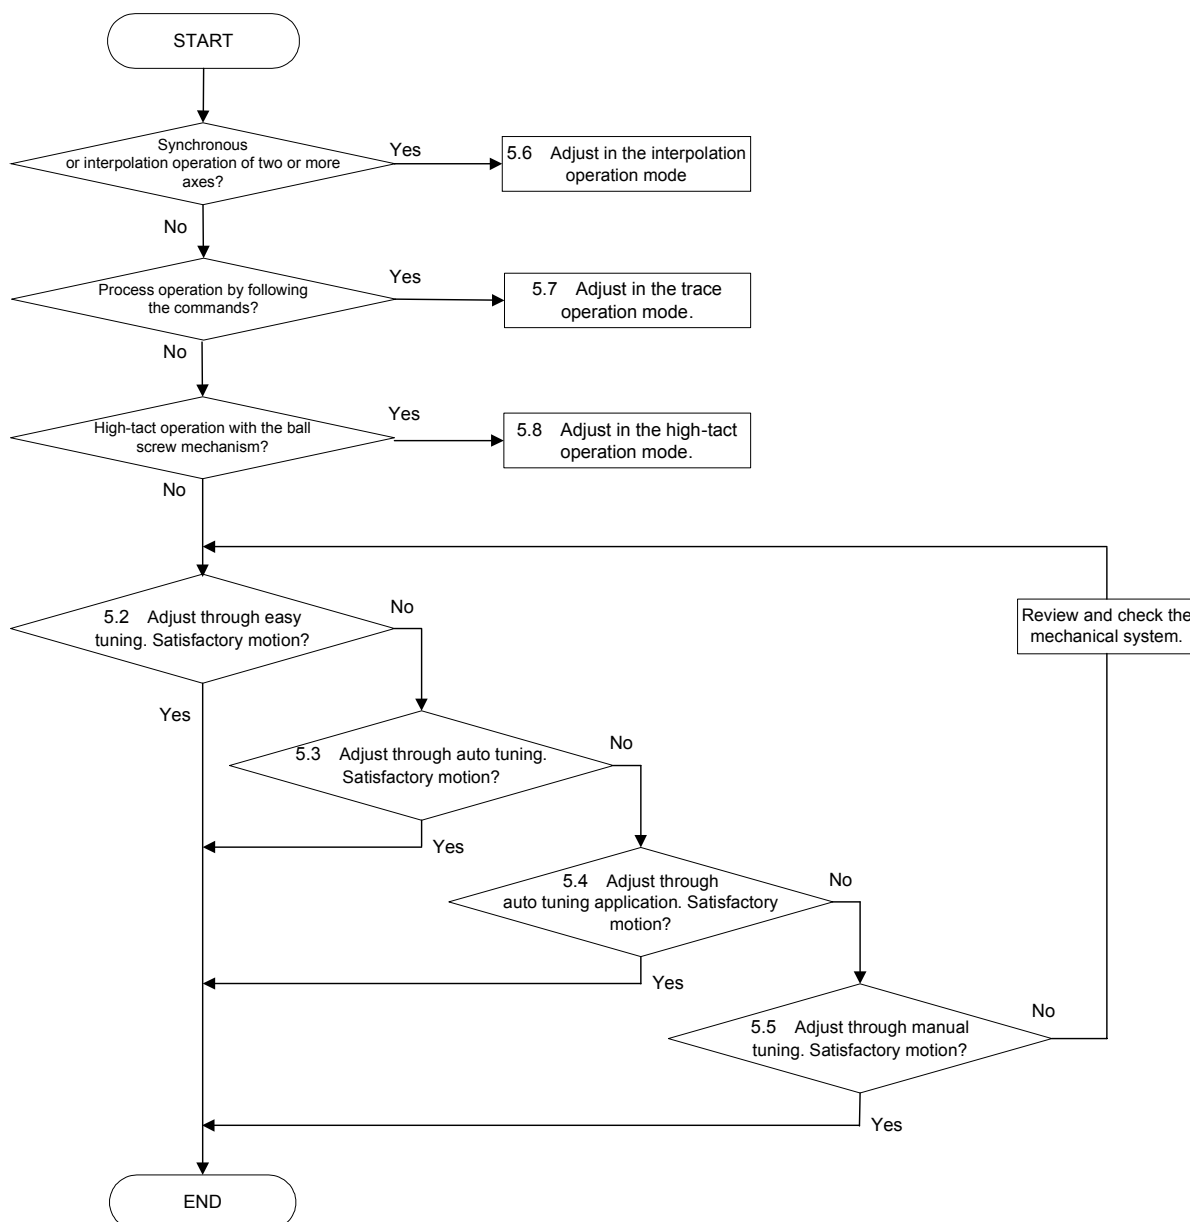 START
Synchronous
or interpolation operation of two or more
axes?
Yes
5.6 Adjust in the interpolation
operation mode
No
Process operation by following
the commands?
Yes
5.7 Adjust in the trace
operation mode.
No
High-tact operation with the ball
screw mechanism?
Yes
5.8 Adjust in the high-tact
operation mode.
No
5.2 Adjust through easy
tuning. Satisfactory motion?
No
Review and check the
mechanical system.
Yes
5.3 Adjust through auto tuning.
Satisfactory motion?
No
Yes
5.4 Adjust through
auto tuning application. Satisfactory
motion?
No
Yes
5.5 Adjust through manual
tuning. Satisfactory motion?
No
Yes
END